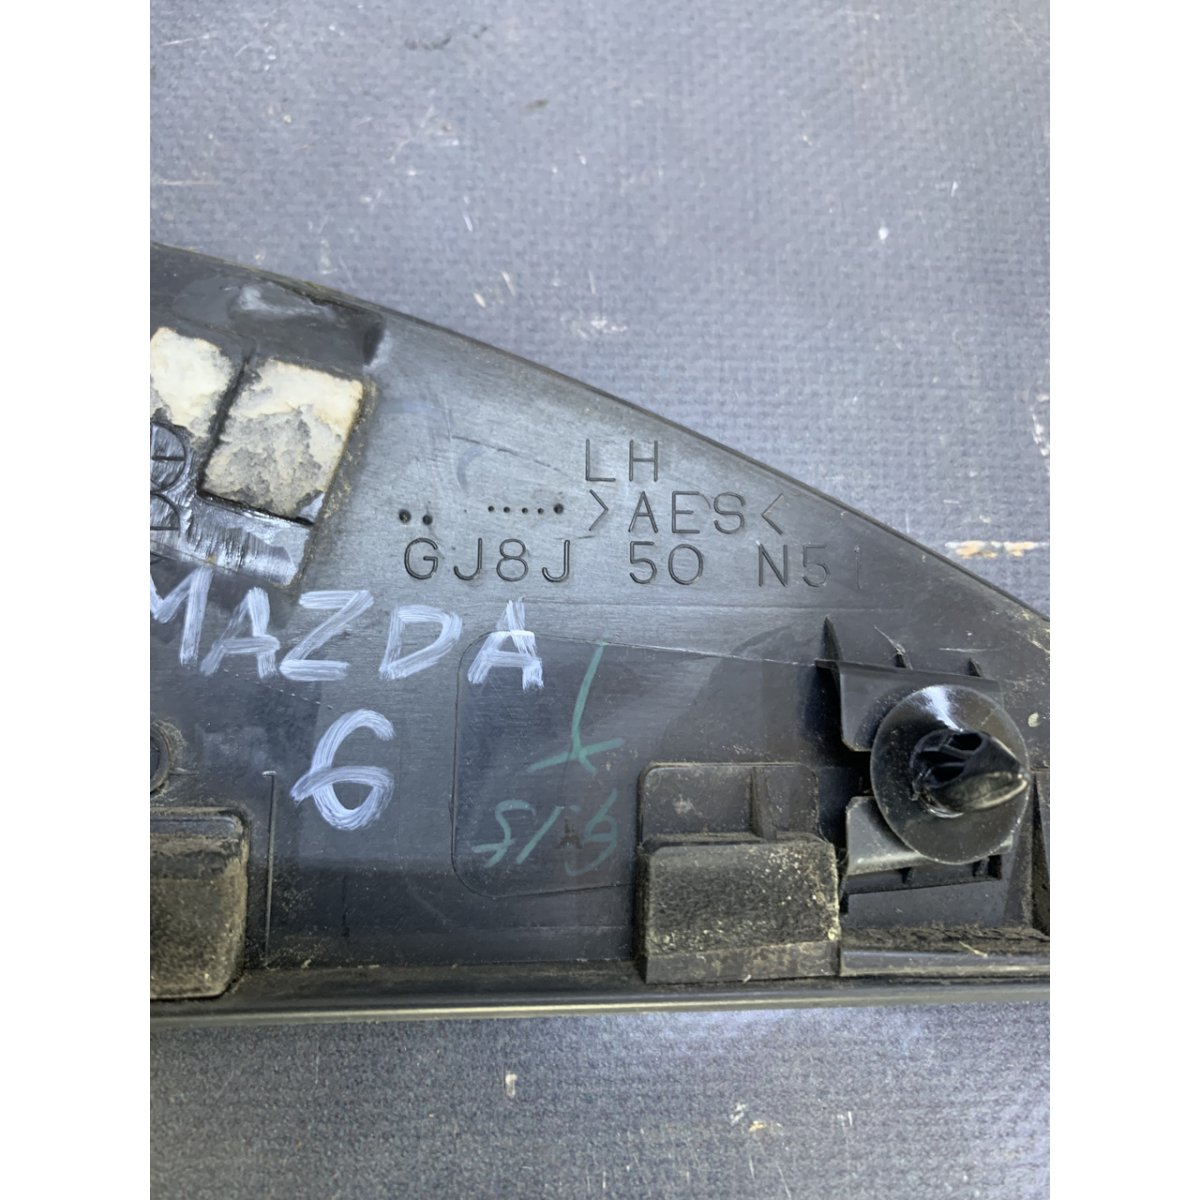 LH
>AES<
GJ8J 50 N51
MAZDA
6
A